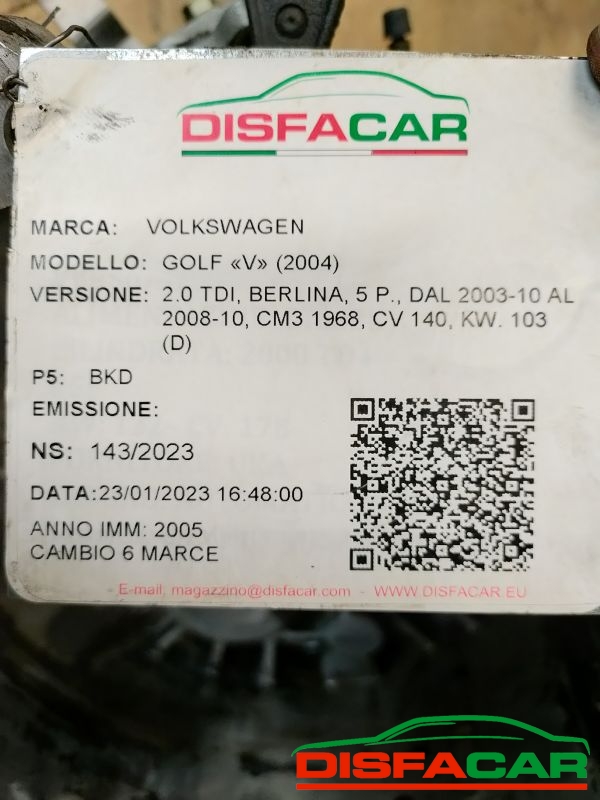 DISFACAR
MARCA: VOLKSWAGEN
MODELLO: GOLF «V» (2004)
VERSIONE: 2.0 TDI, BERLINA, 5 P., DAL 2003-10 AL
2008-10, CM3 1968, CV 140, KW. 103
(D)
P5: BKD
EMISSIONE:
NS: 143/2023
DATA:23/01/2023 16:48:00
ANNO IMM: 2005
CAMBIO 6 MARCE
E-mail. magazzino@disfacar.com - WWW.DISFACAR.EU
DISFACAR